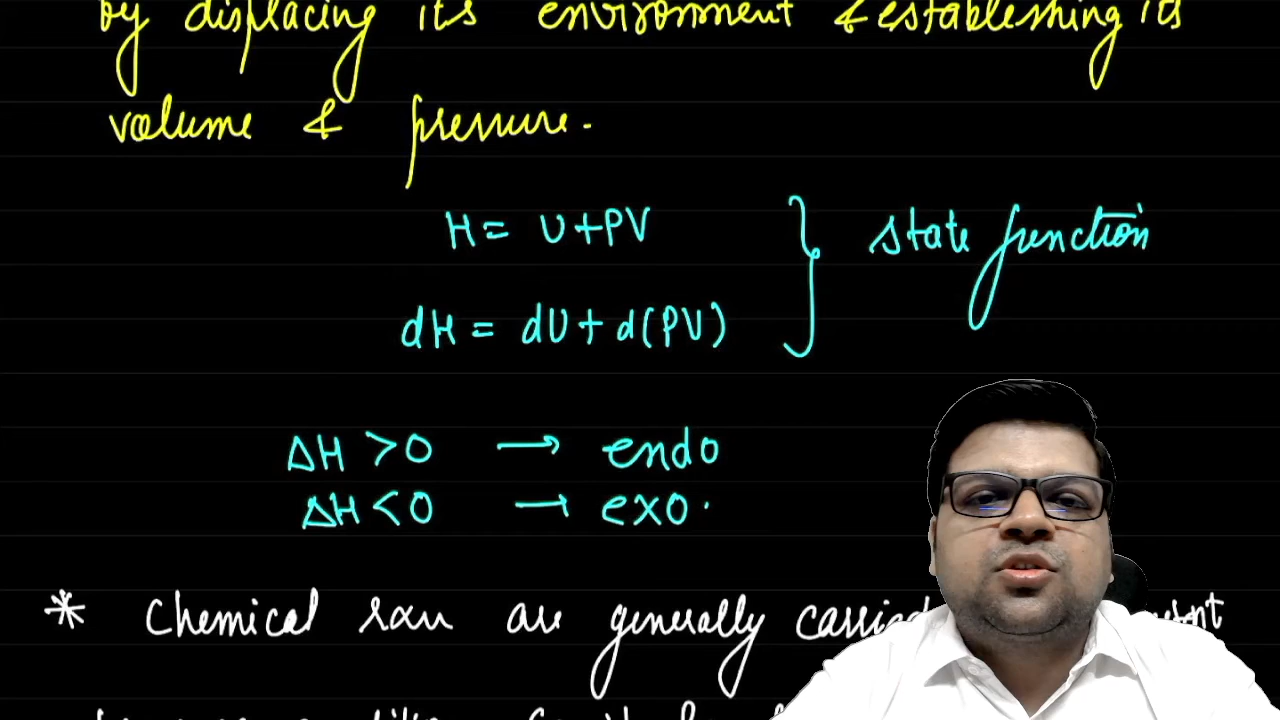 by displacing its environment & establishing its
volume & pressure.
H = U+PV
dH = dU + d(PV)
} state function
ΔH >0 → endo
ΔH <0 → exo.
* Chemical rxn are generally carried
like